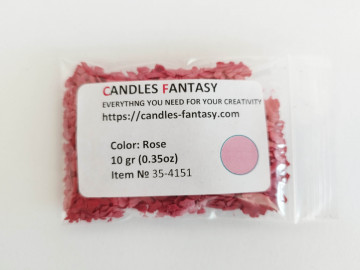 CANDLES FANTASY
EVERYTHNG YOU NEED FOR YOUR CREATIVITY
https://candles-fantasy.com
Color: Rose
10 gr (0.35oz)
Item № 35-4151